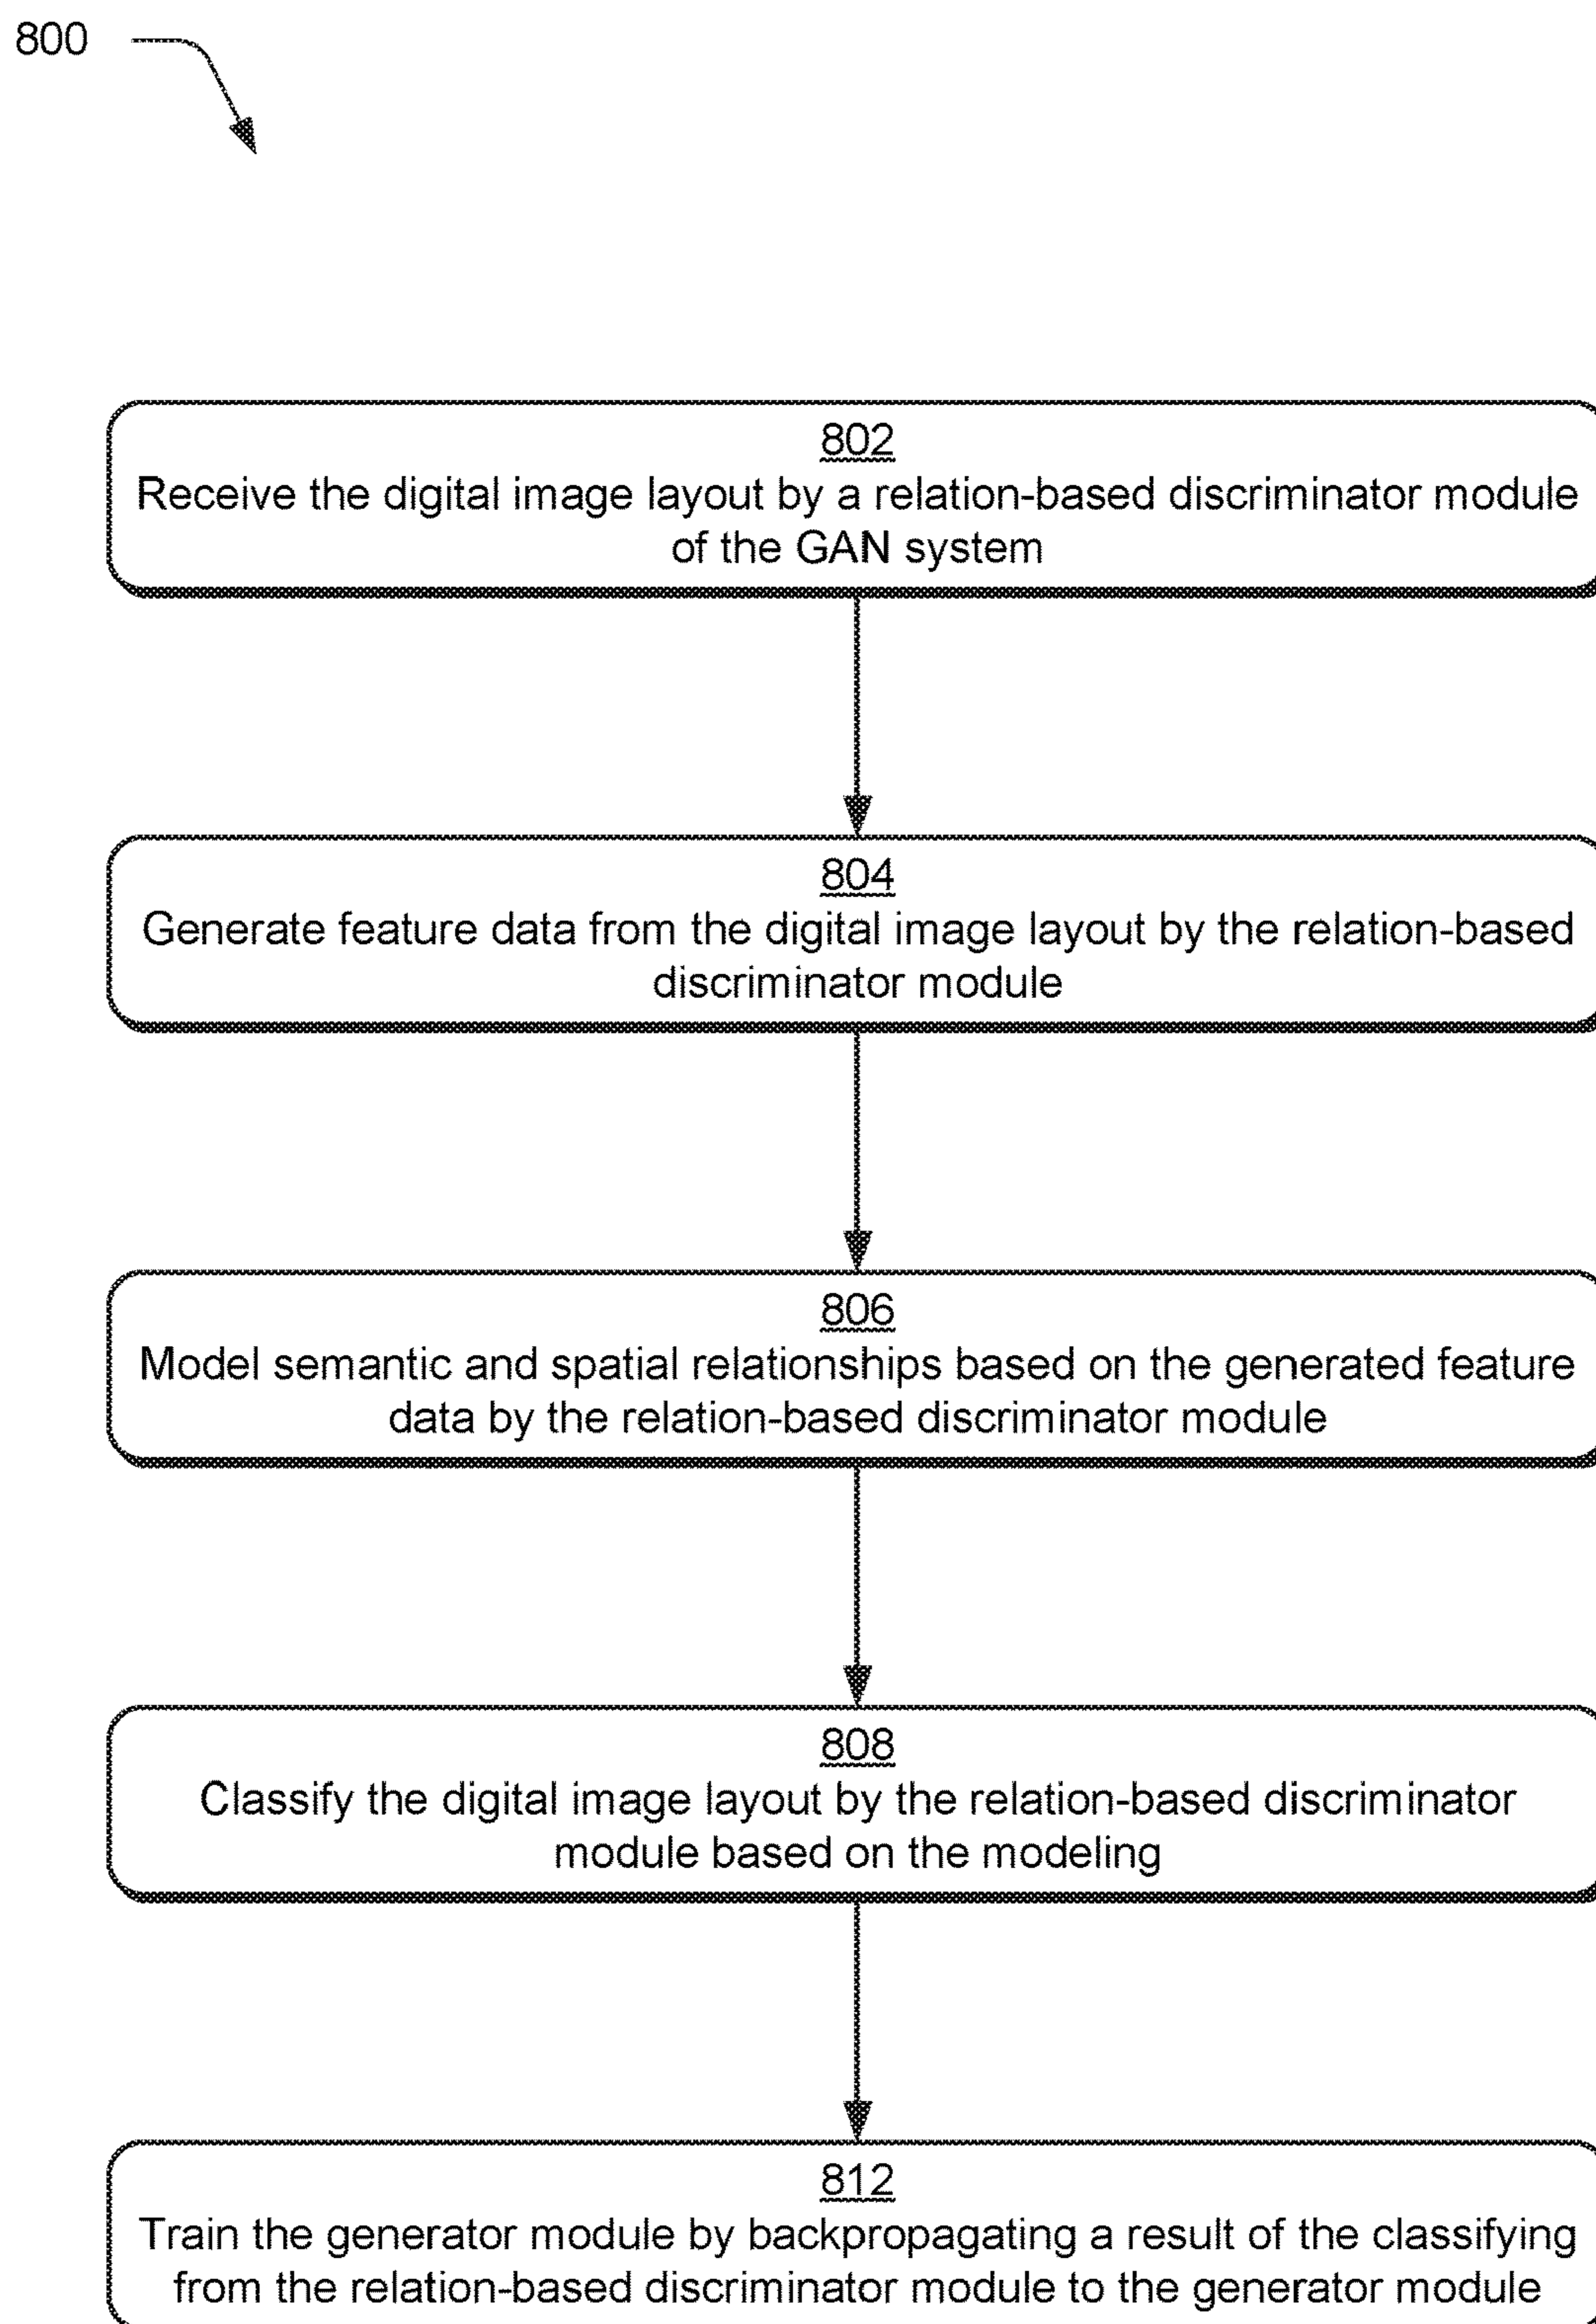 800
802
Receive the digital image layout by a relation-based discriminator module
of the GAN system
804
Generate feature data from the digital image layout by the relation-based
discriminator module
806
Model semantic and spatial relationships based on the generated feature
data by the relation-based discriminator module
808
Classify the digital image layout by the relation-based discriminator
module based on the modeling
812
Train the generator module by backpropagating a result of the classifying
from the relation-based discriminator module to the generator module